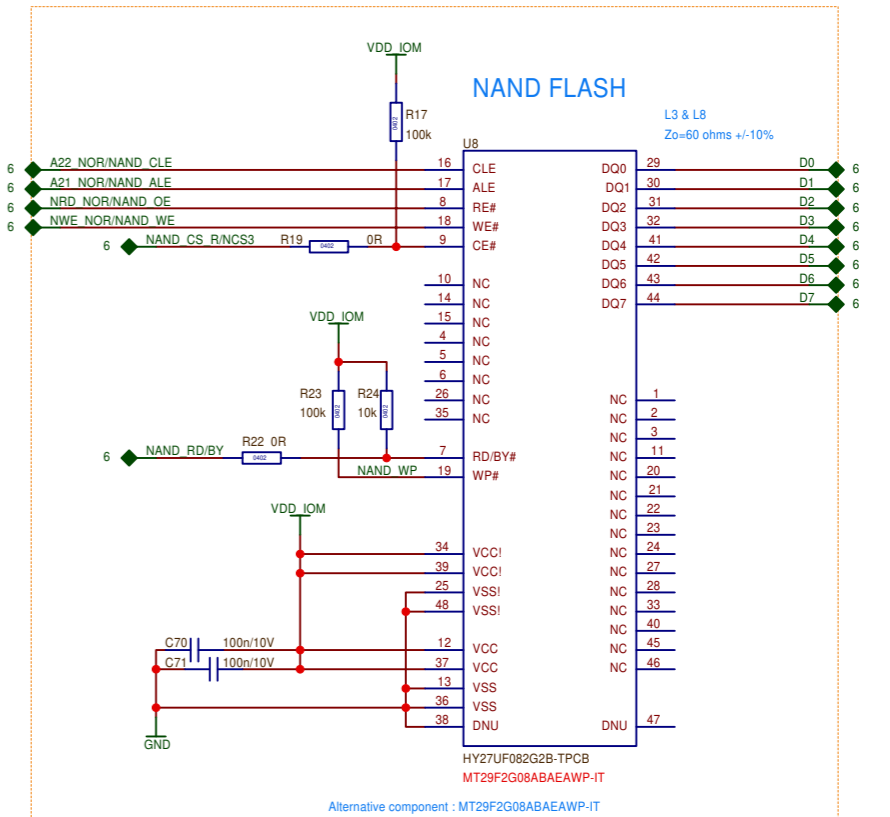 VDD_IOM
NAND FLASH
R17
0402
100k
L3 & L8
Zo=60 ohms +/-10%
U8
6 A22_NOR/NAND_CLE 16 CLE DQ0 29 D0 6
6 A21_NOR/NAND_ALE 17 ALE DQ1 30 D1 6
6 NRD_NOR/NAND_OE 8 RE# DQ2 31 D2 6
6 NWE_NOR/NAND_WE 18 WE# DQ3 32 D3 6
6 NAND_CS_R/NCS3 R19 0402 0R 9 CE# DQ4 41 D4 6
DQ5 42 D5 6
10 NC DQ6 43 D6 6
14 NC DQ7 44 D7 6
15 NC
4 NC
5 NC
6 NC
26 NC
35 NC
VDD_IOM
R23 0402
100k
R24 0402
10k
NC 1
NC 2
NC 3
NC 11
NC 20
NC 21
NC 22
NC 23
NC 24
NC 27
NC 28
NC 33
NC 40
NC 45
NC 46
6 NAND_RD/BY R22 0R 0402 7 RD/BY#
NAND_WP 19 WP#
VDD_IOM
34 VCC!
39 VCC!
25 VSS!
48 VSS!
C70 100n/10V 12 VCC
C71 100n/10V 37 VCC
13 VSS
36 VSS
38 DNU DNU 47
GND
HY27UF082G2B-TPCB
MT29F2G08ABAEAWP-IT
Alternative component : MT29F2G08ABAEAWP-IT